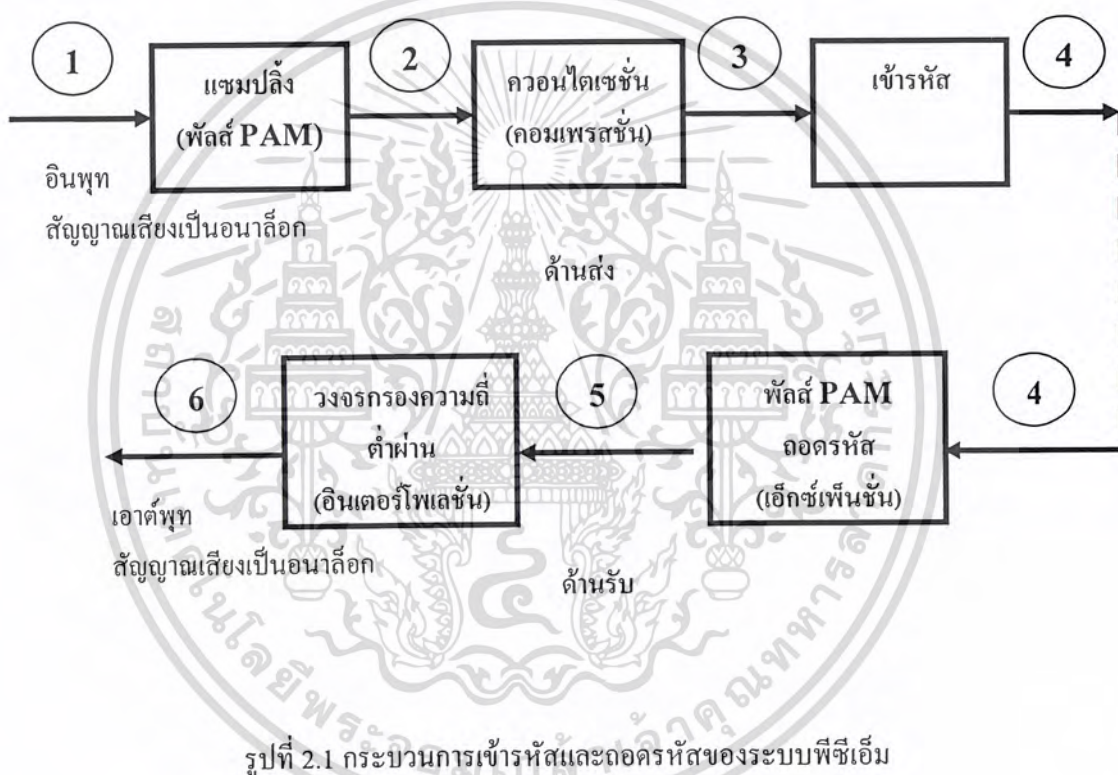 1
2
3
4
แซมปลิ้ง
(พัลส์ PAM)
ควอนไตเซชั่น
(คอมเพรสชั่น)
เข้ารหัส
อินพุท
สัญญาณเสียงเป็นอนาล็อก
ด้านส่ง
6
วงจรกรองความถี่
ต่ำผ่าน
(อินเตอร์โพเลชั่น)
5
พัลส์ PAM
ถอดรหัส
(เอ็กซ์เพ็นชั่น)
4
เอาต์พุท
สัญญาณเสียงเป็นอนาล็อก
ด้านรับ
รูปที่ 2.1 กระบวนการเข้ารหัสและถอดรหัสของระบบพีซีเอ็ม